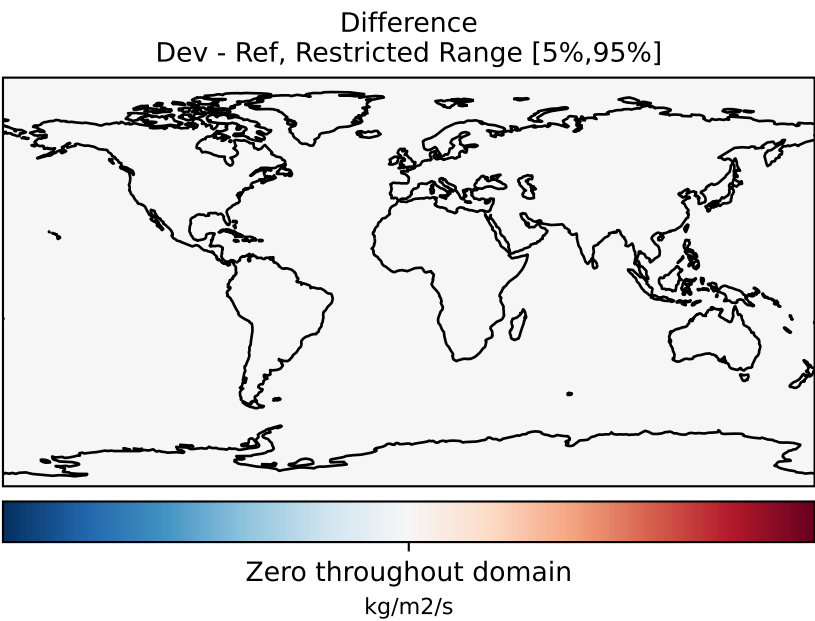 Difference
Dev - Ref, Restricted Range [5%,95%]
Zero throughout domain
kg/m2/s